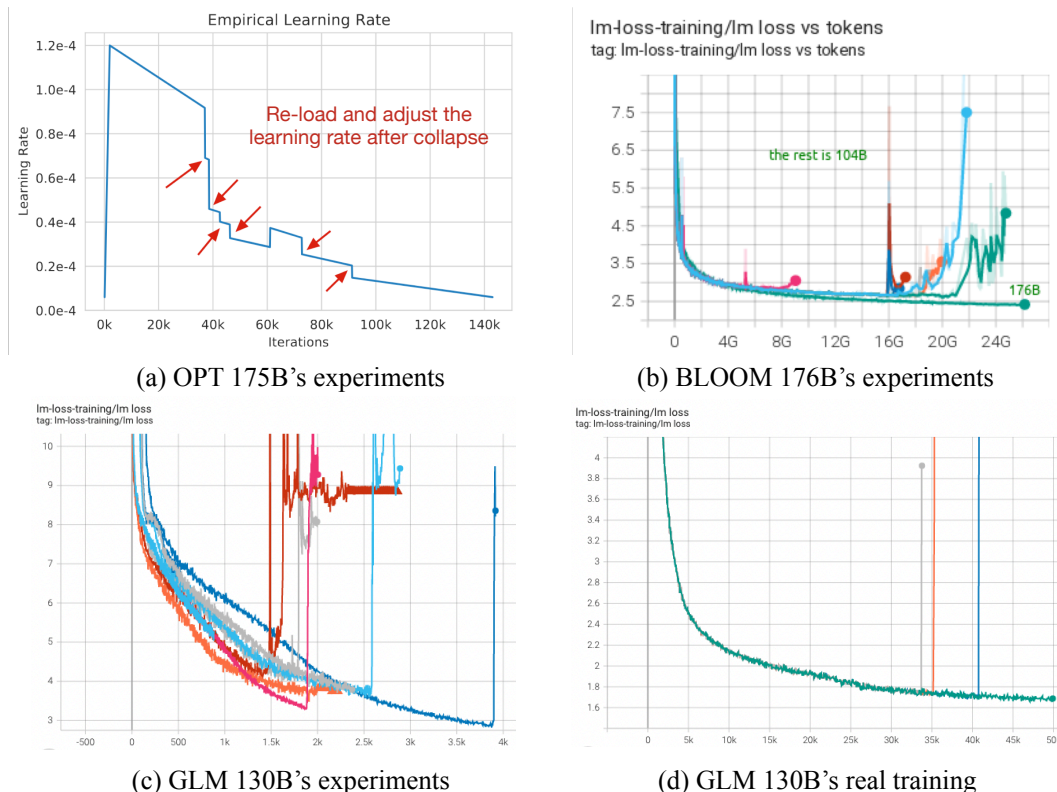 Empirical Learning Rate
1.2e-4
1.0e-4
0.8e-4
0.6e-4
0.4e-4
0.2e-4
0.0e-4
Learning Rate
Re-load and adjust the
learning rate after collapse
0k 20k 40k 60k 80k 100k 120k 140k
Iterations
(a) OPT 175B's experiments
lm-loss-training/lm loss vs tokens
tag: lm-loss-training/lm loss vs tokens
7.5
6.5
5.5
4.5
3.5
2.5
the rest is 104B
176B
0 4G 8G 12G 16G 20G 24G
(b) BLOOM 176B's experiments
lm-loss-training/lm loss
tag: lm-loss-training/lm loss
10
9
8
7
6
5
4
3
-500 0 500 1k 1.5k 2k 2.5k 3k 3.5k 4k
(c) GLM 130B's experiments
lm-loss-training/lm loss
tag: lm-loss-training/lm loss
4
3.8
3.6
3.4
3.2
3
2.8
2.6
2.4
2.2
2
1.8
1.6
0 5k 10k 15k 20k 25k 30k 35k 40k 45k 50
(d) GLM 130B's real training